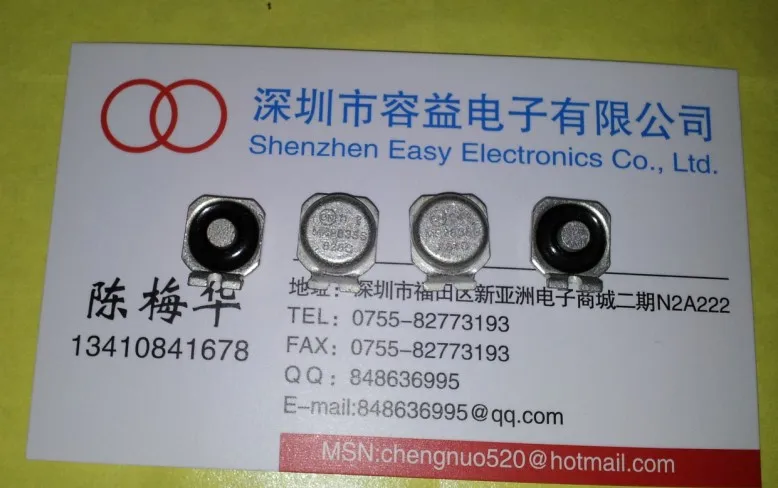 深圳市容益电子有限公司
Shenzhen Easy Electronics Co., Ltd.
陈梅华
13410841678
地址：深圳市福田区新亚洲电子商城二期N2A222
TEL: 0755-82773193
FAX: 0755-82773193
QQ: 848636995
E-mail:848636995@qq.com
MSN:chengnuo520@hotmail.com